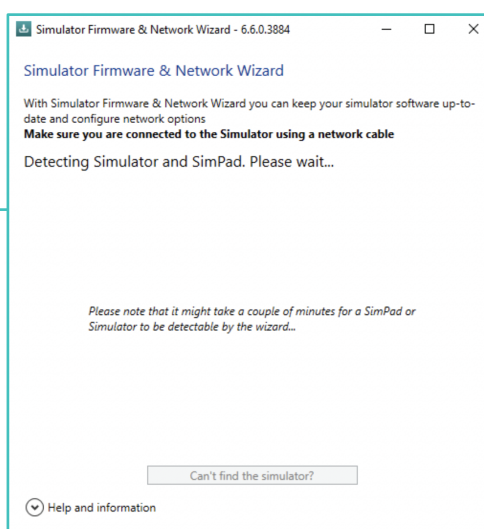 Simulator Firmware & Network Wizard - 6.6.0.3884
Simulator Firmware & Network Wizard
With Simulator Firmware & Network Wizard you can keep your simulator software up-to-
date and configure network options
Make sure you are connected to the Simulator using a network cable
Detecting Simulator and SimPad. Please wait...
Please note that it might take a couple of minutes for a SimPad or
Simulator to be detectable by the wizard...
Can't find the simulator?
Help and information